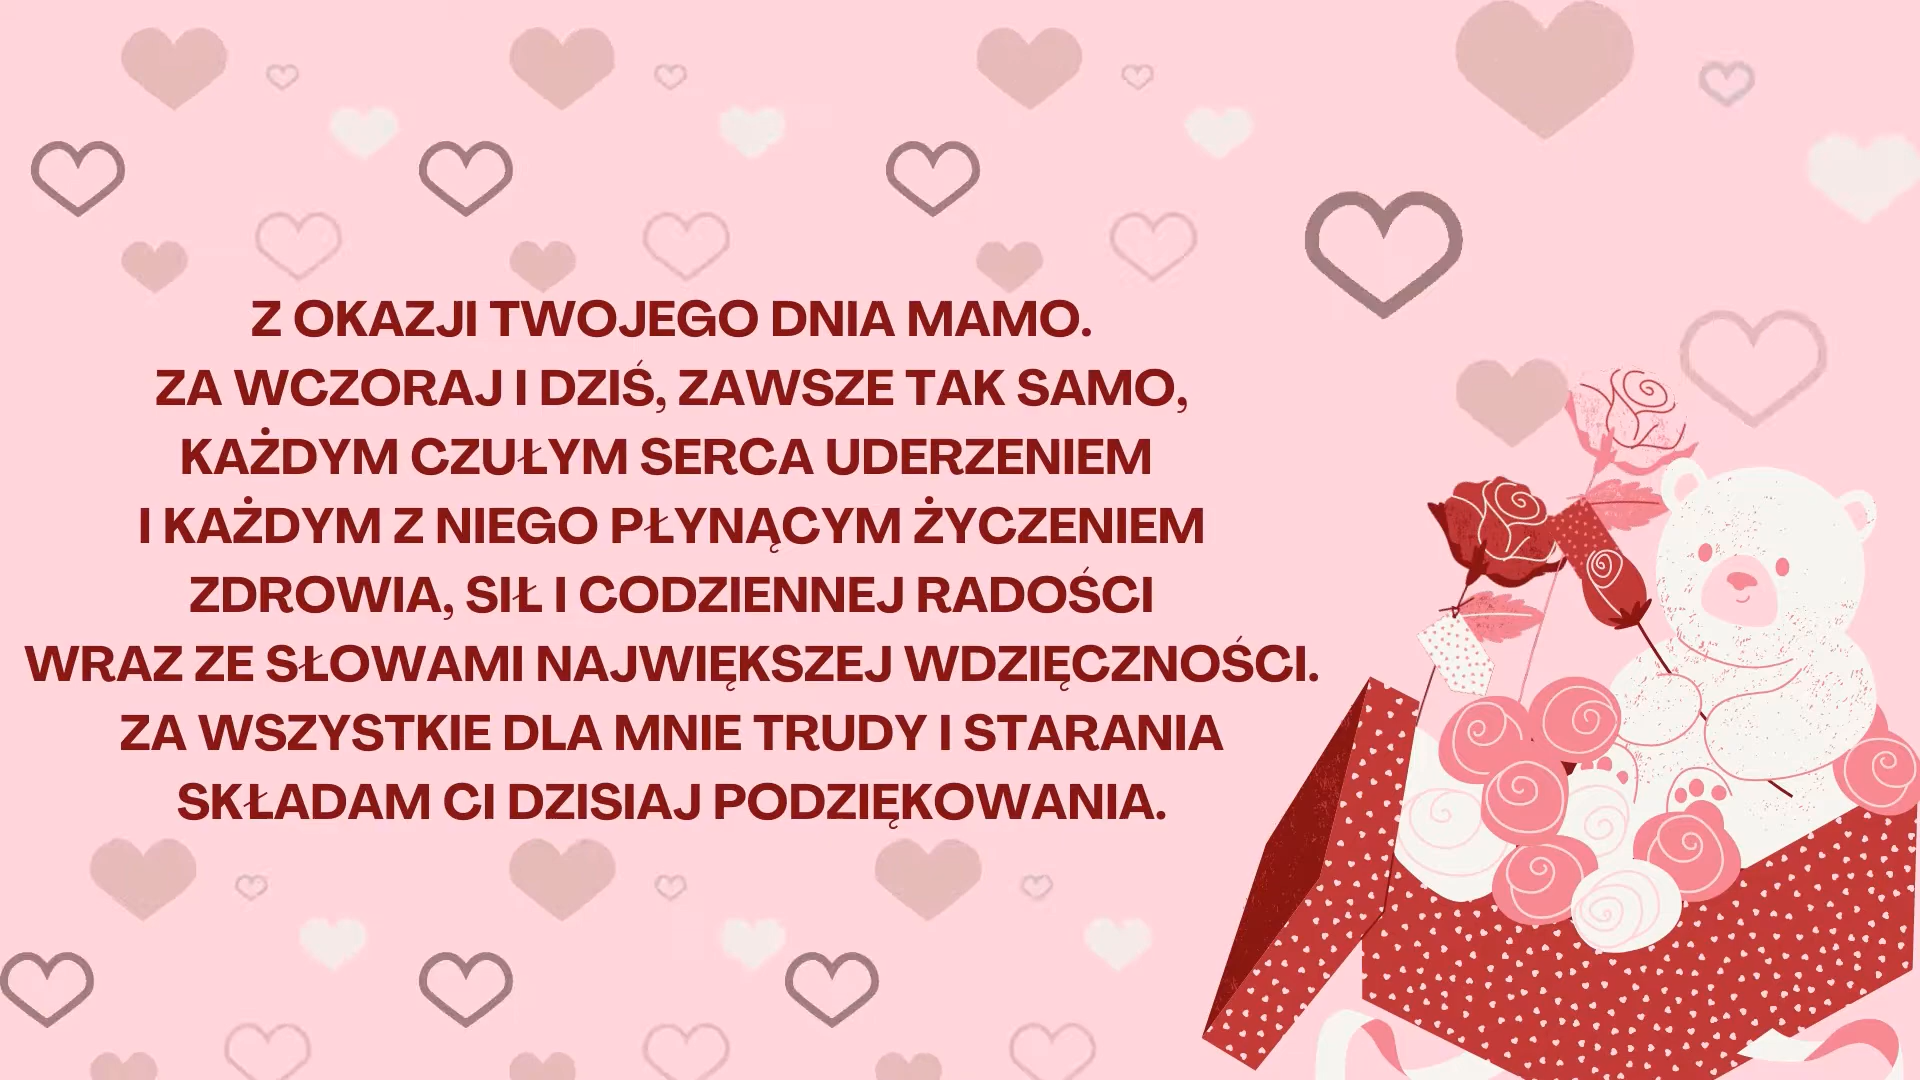 Z OKAZJI TWOJEGO DNIA MAMO.
ZA WCZORAJ I DZIŚ, ZAWSZE TAK SAMO,
KAŻDYM CZUŁYM SERCA UDERZENIEM
I KAŻDYM Z NIEGO PŁYNĄCYM ŻYCZENIEM
ZDROWIA, SIŁ I CODZIENNEJ RADOŚCI
WRAZ ZE SŁOWAMI NAJWIĘKSZEJ WDZIĘCZNOŚCI.
ZA WSZYSTKIE DLA MNIE TRUDY I STARANIA
SKŁADAM CI DZISIAJ PODZIĘKOWANIA.